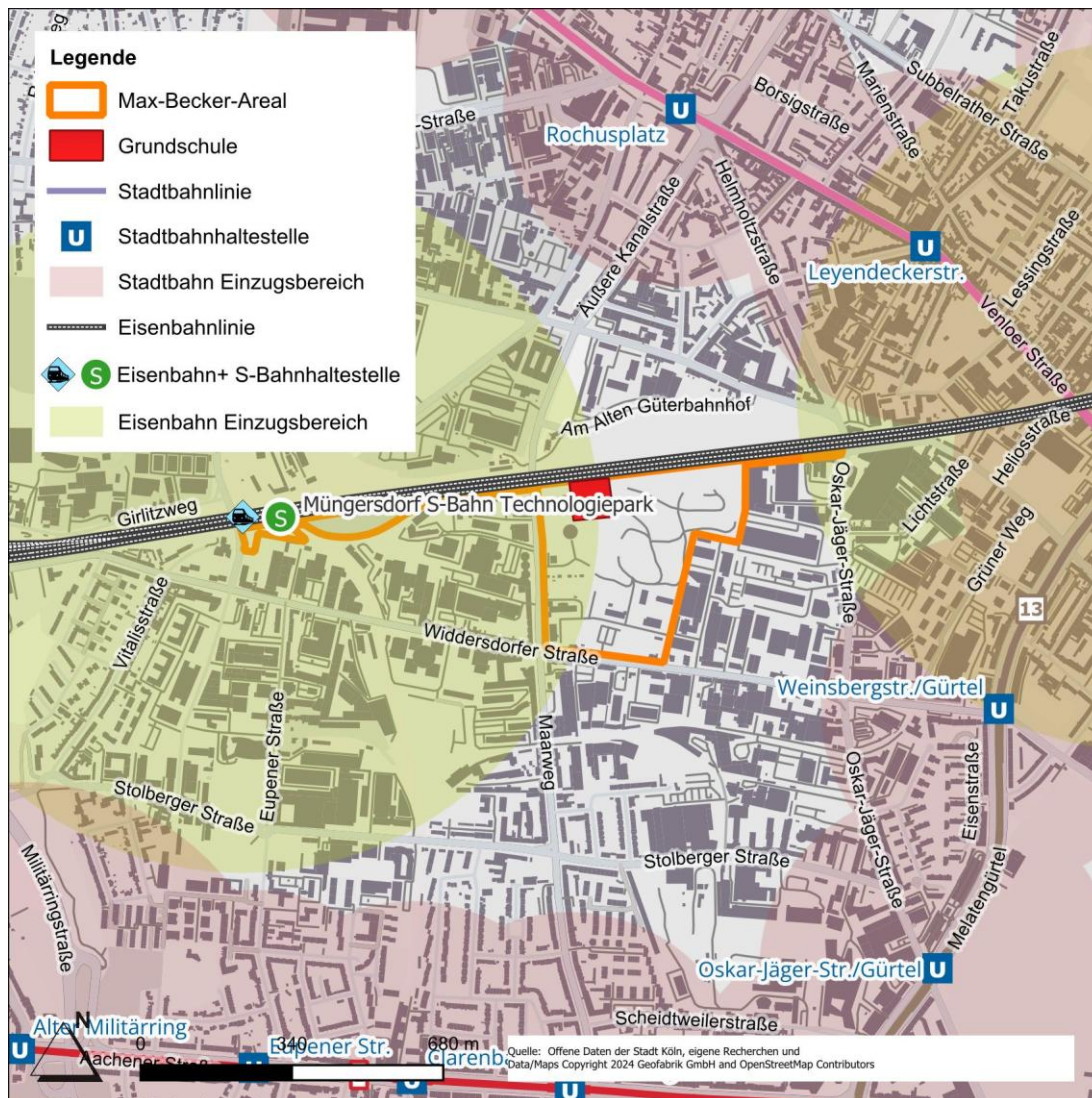 Legende
Max-Becker-Areal
Grundschule
Stadtbahnlinie
U Stadtbahnhaltestelle
Stadtbahn Einzugsbereich
Eisenbahnlinie
S Eisenbahn+ S-Bahnhaltestelle
Eisenbahn Einzugsbereich
-Straße
U
Rochusplatz
Borsigstraße
Marienstraße
Subbelrather Straße
Takustraße
Helmholtzstraße
Äußere Kanalstraße
U
Leyendeckerstr.
Lessingstraße
Venloer Straße
Am Alten Güterbahnhof
Heliosstraße
Lichtstraße
Grüner Weg
Oskar-Jäger-Straße
Girlitzweg
S
Müngersdorf S-Bahn Technologiepark
Vitalisstraße
Widdersdorfer Straße
13
Weinsbergstr./Gürtel
U
Eupener Straße
Maarweg
Stolberger Straße
Oskar-Jäger-Straße
Eisenstraße
Stolberger Straße
Militärringstraße
Melatengürtel
Oskar-Jäger-Str./Gürtel
U
Scheidtweilerstraße
N
Alter Militärring
U
Aachener Straße
Eupener Str.
U
U
U
0 340 680 m
Quelle: Offene Daten der Stadt Köln, eigene Recherchen und
Data/Maps Copyright 2024 Geofabrik GmbH and OpenStreetMap Contributors